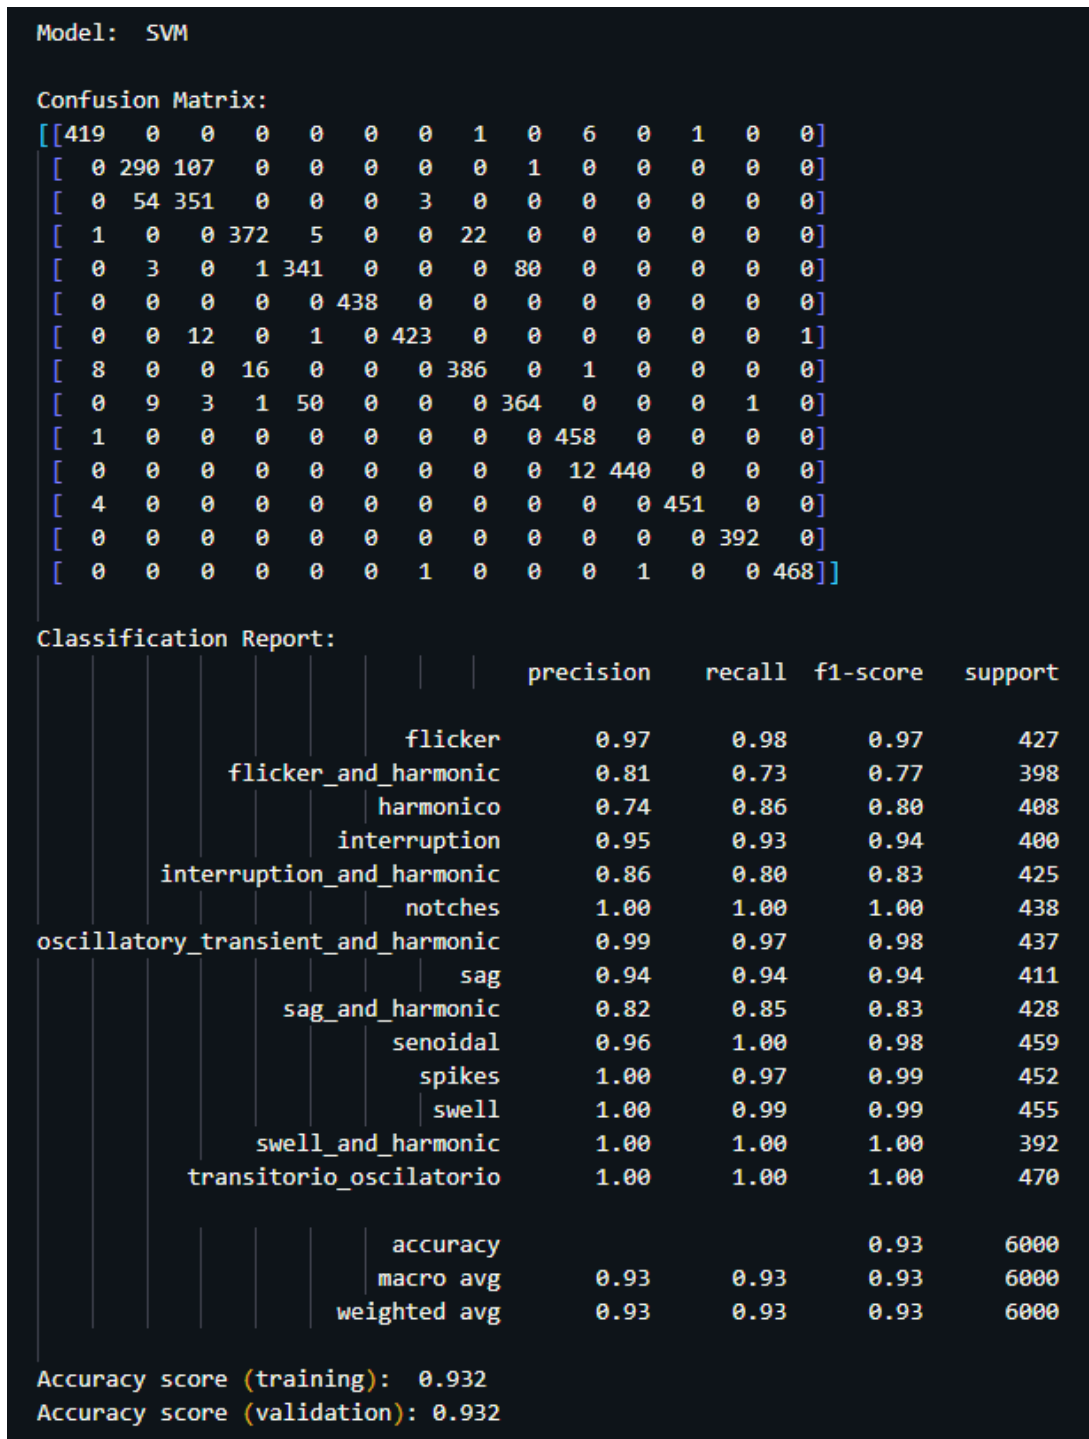 Model:  SVM
Confusion Matrix:
[[419   0   0   0   0   0   0   1   0   6   0   1   0   0]
[  0 290 107   0   0   0   0   0   1   0   0   0   0   0]
[  0  54 351   0   0   0   3   0   0   0   0   0   0   0]
[  1   0   0 372   5   0   0  22   0   0   0   0   0   0]
[  0   3   0   1 341   0   0   0  80   0   0   0   0   0]
[  0   0   0   0   0 438   0   0   0   0   0   0   0   0]
[  0   0  12   0   1   0 423   0   0   0   0   0   0   1]
[  8   0   0  16   0   0   0 386   0   1   0   0   0   0]
[  0   9   3   1  50   0   0   0 364   0   0   0   1   0]
[  1   0   0   0   0   0   0   0   0 458   0   0   0   0]
[  0   0   0   0   0   0   0   0   0  12 440   0   0   0]
[  4   0   0   0   0   0   0   0   0   0   0 451   0   0]
[  0   0   0   0   0   0   0   0   0   0   0   0 392   0]
[  0   0   0   0   0   0   1   0   0   0   1   0   0 468]]
Classification Report:
precision    recall  f1-score   support
flicker       0.97      0.98      0.97       427
flicker_and_harmonic       0.81      0.73      0.77       398
harmonico       0.74      0.86      0.80       408
interruption       0.95      0.93      0.94       400
interruption_and_harmonic       0.86      0.80      0.83       425
notches       1.00      1.00      1.00       438
oscillatory_transient_and_harmonic       0.99      0.97      0.98       437
sag       0.94      0.94      0.94       411
sag_and_harmonic       0.82      0.85      0.83       428
senoidal       0.96      1.00      0.98       459
spikes       1.00      0.97      0.99       452
swell       1.00      0.99      0.99       455
swell_and_harmonic       1.00      1.00      1.00       392
transitorio_oscilatorio       1.00      1.00      1.00       470
accuracy                           0.93      6000
macro avg       0.93      0.93      0.93      6000
weighted avg       0.93      0.93      0.93      6000
Accuracy score (training):  0.932
Accuracy score (validation): 0.932